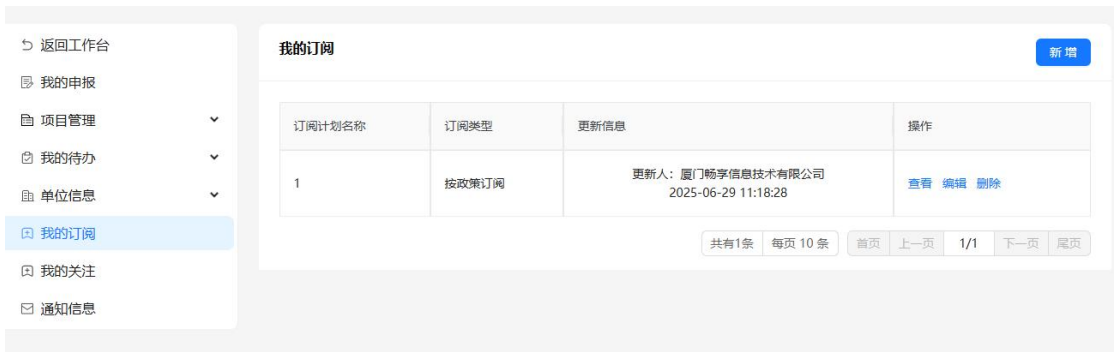 返回工作台
我的申报
项目管理
我的待办
单位信息
我的订阅
我的关注
通知信息
我的订阅
新增
订阅计划名称 订阅类型 更新信息 操作
1 按政策订阅 更新人：厦门畅享信息技术有限公司
2025-06-29 11:18:28 查看 编辑 删除
共有1条 每页 10 条 首页 上一页 1/1 下一页 尾页